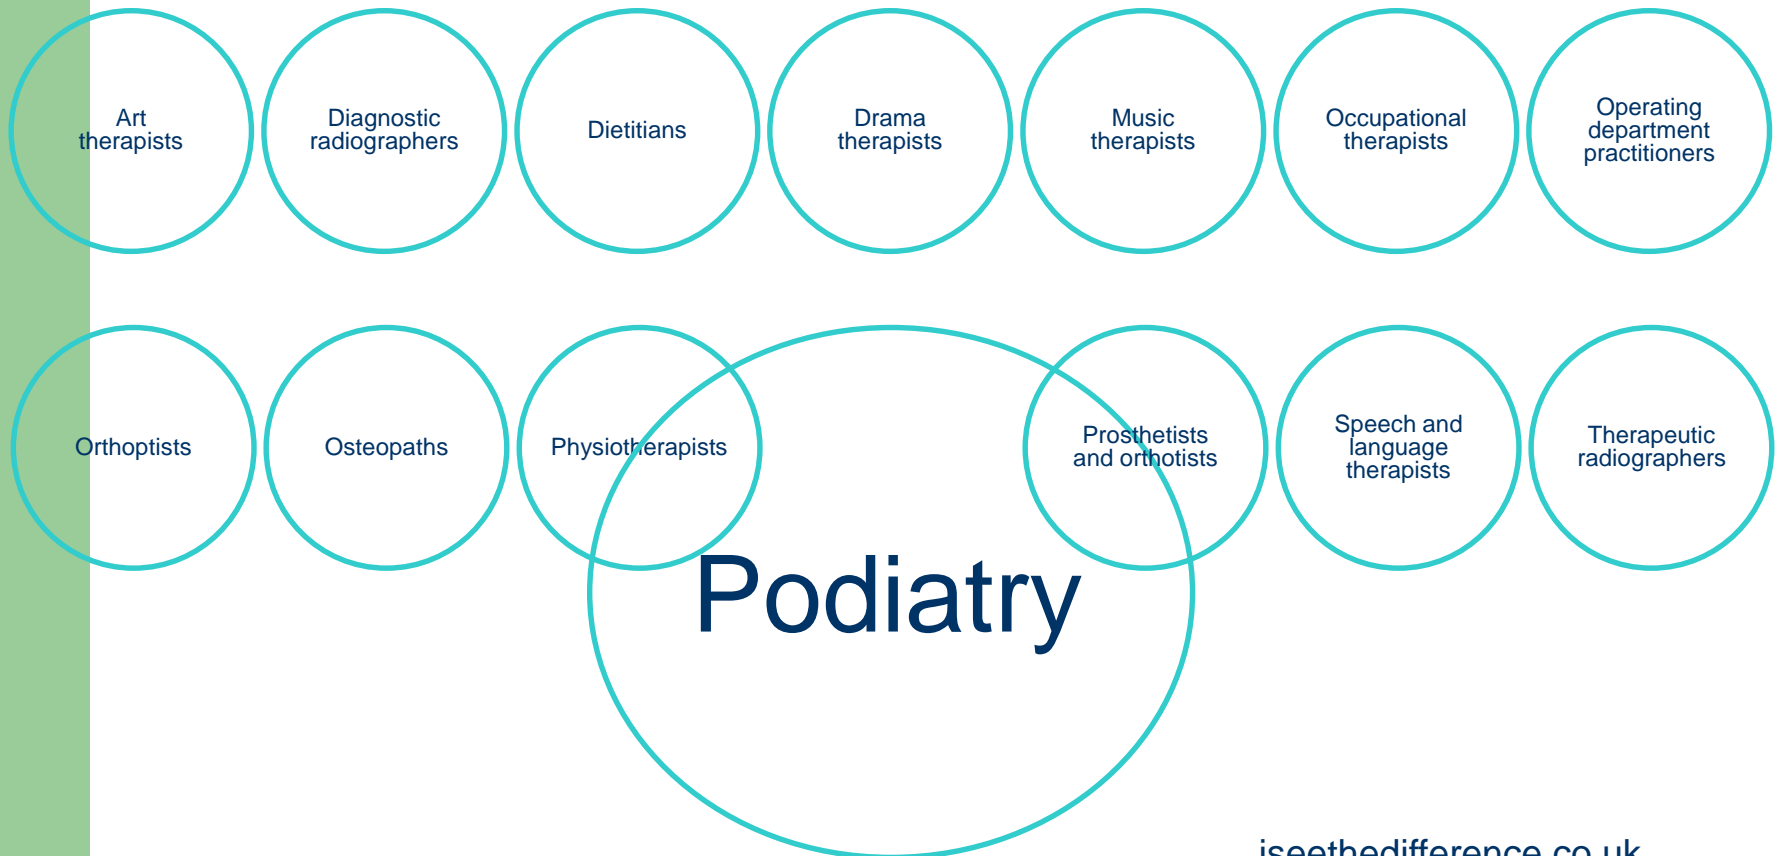 Art
therapists
Diagnostic
radiographers
Dietitians
Drama
therapists
Music
therapists
Occupational
therapists
Operating
department
practitioners
Orthoptists
Osteopaths
Physiotherapists
Prosthetists
and orthotists
Speech and
language
therapists
Therapeutic
radiographers
Podiatry
iseethedifference.co.uk